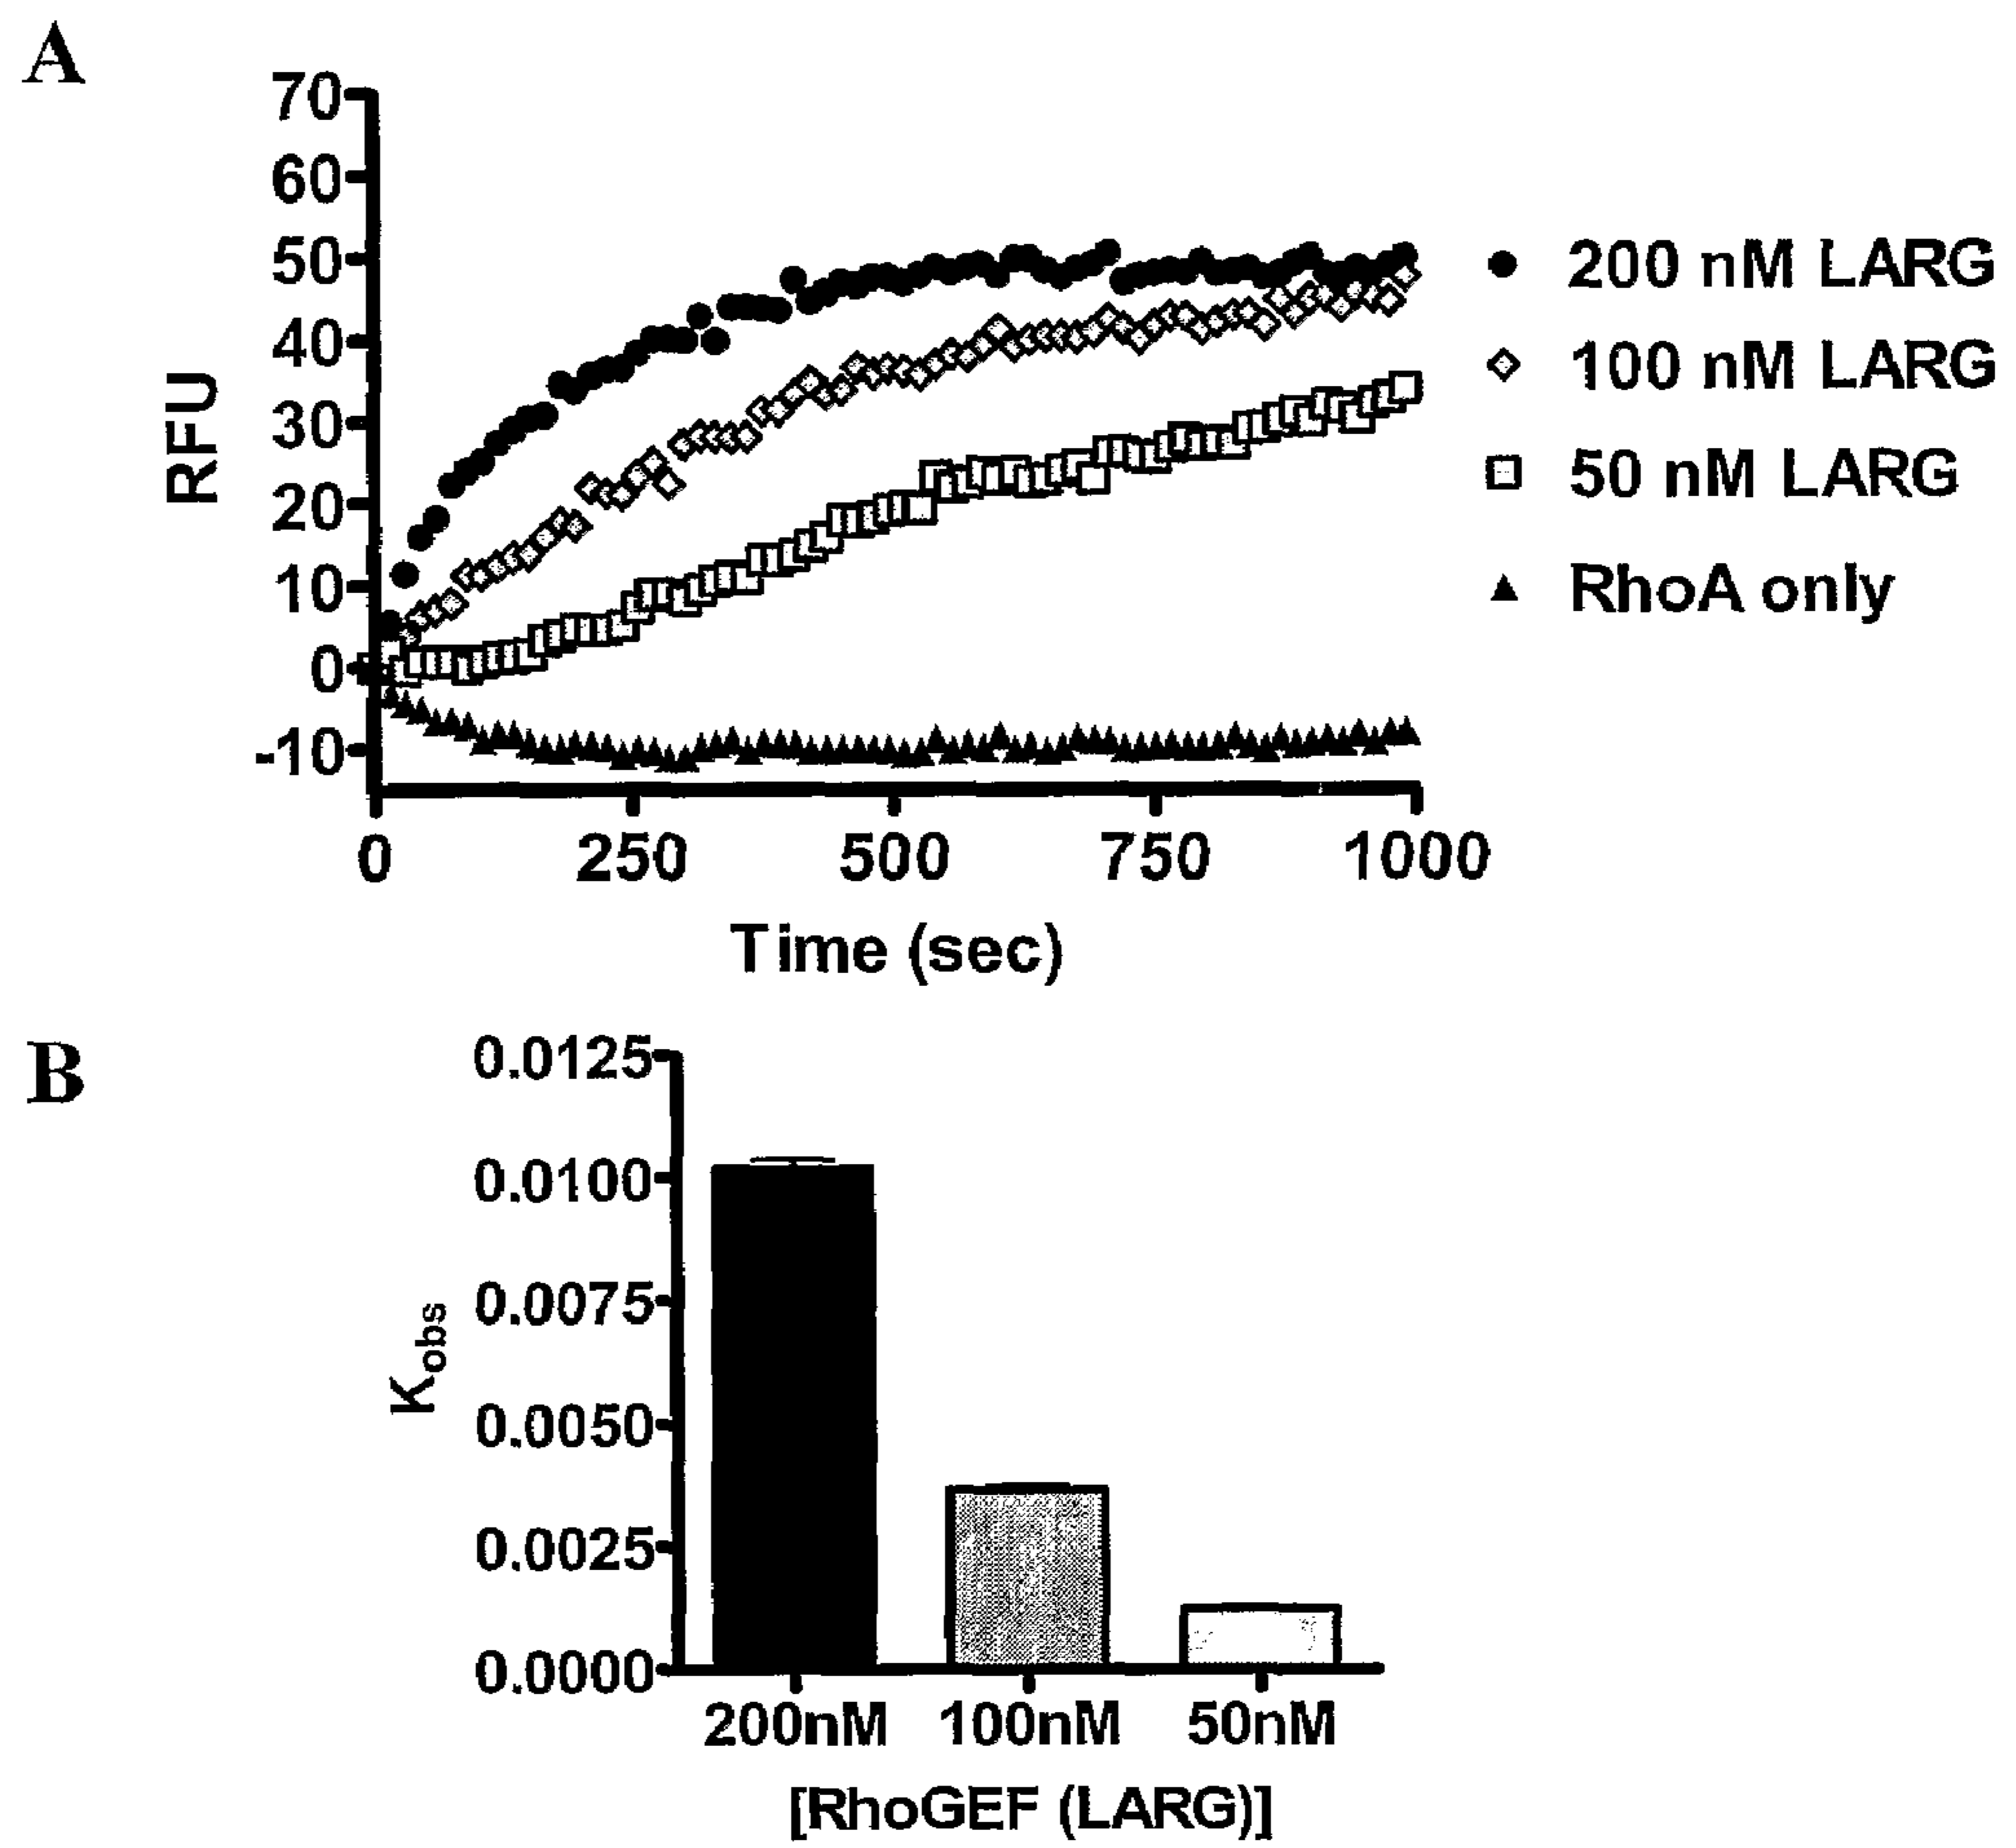 A
70
60
50
40
30
20
10
0
-10
RFU
0 250 500 750 1000
Time (sec)
200 nM LARG
100 nM LARG
50 nM LARG
RhoA only
B
0.0125
0.0100
0.0075
0.0050
0.0025
0.0000
Kobs
200nM 100nM 50nM
[RhoGEF (LARG)]